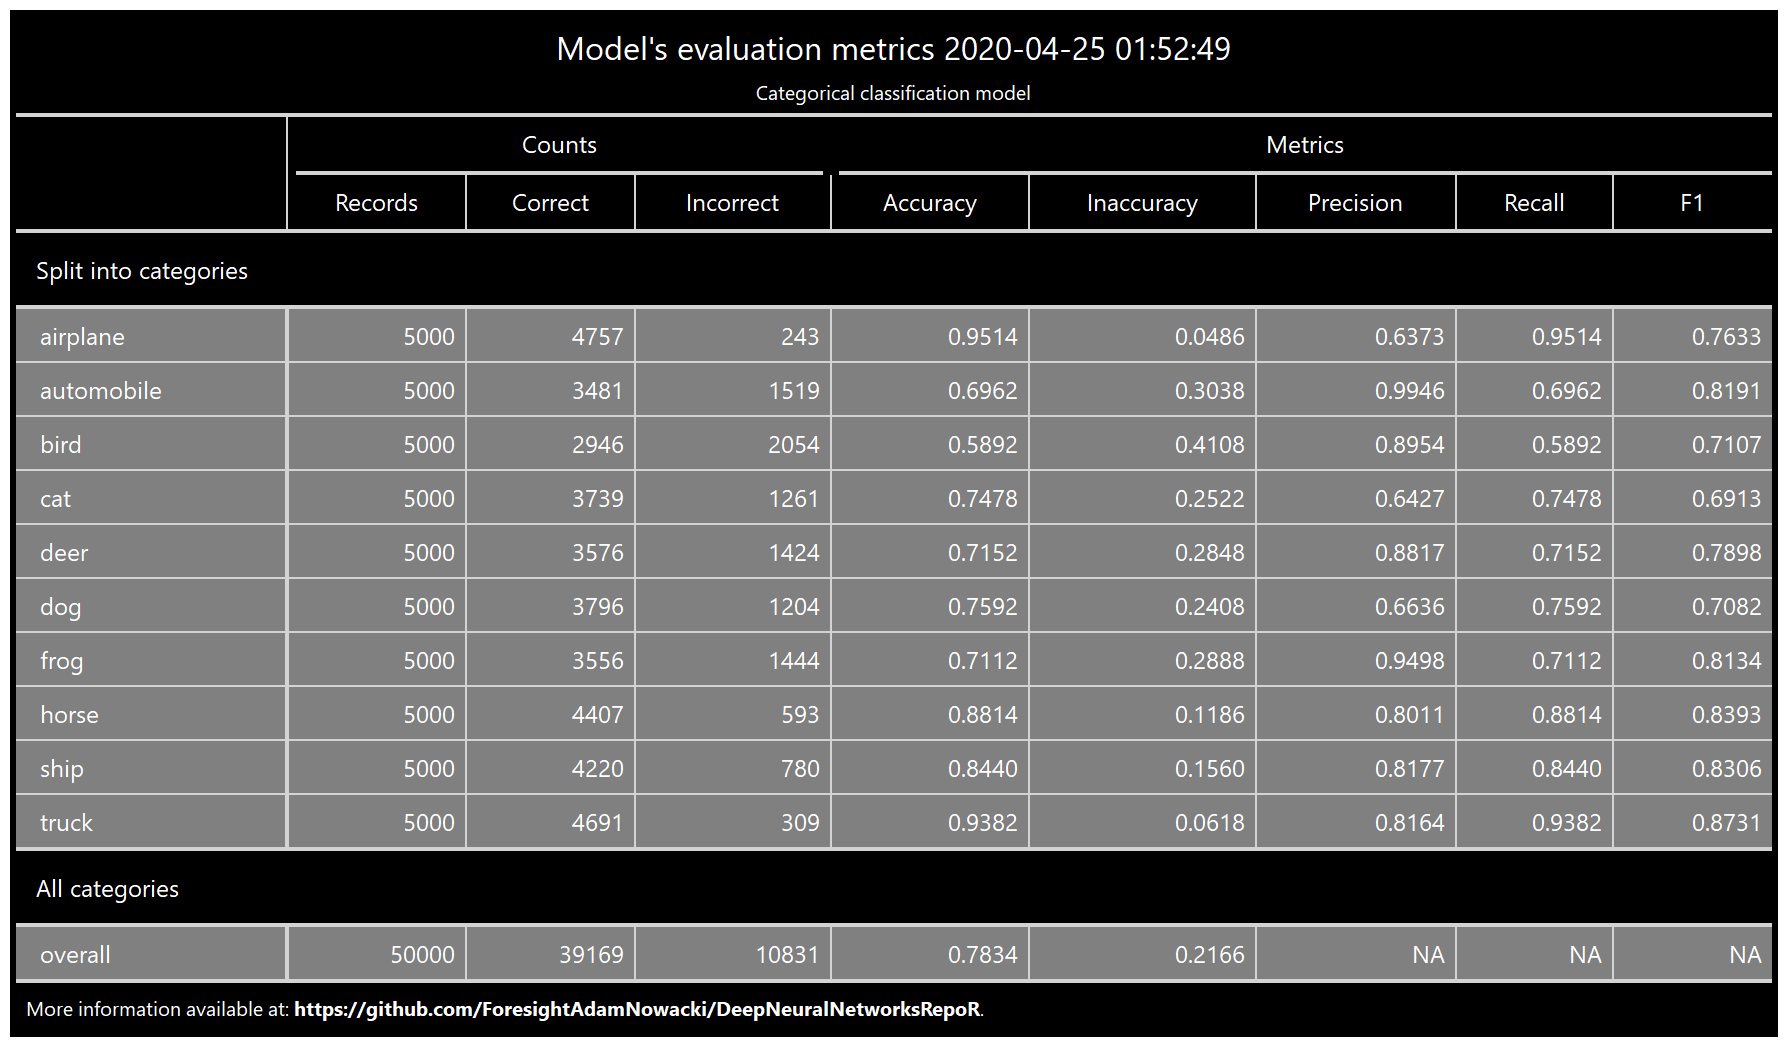 Model's evaluation metrics 2020-04-25 01:52:49
Categorical classification model
Counts Metrics
Records Correct Incorrect Accuracy Inaccuracy Precision Recall F1
Split into categories
airplane 5000 4757 243 0.9514 0.0486 0.6373 0.9514 0.7633
automobile 5000 3481 1519 0.6962 0.3038 0.9946 0.6962 0.8191
bird 5000 2946 2054 0.5892 0.4108 0.8954 0.5892 0.7107
cat 5000 3739 1261 0.7478 0.2522 0.6427 0.7478 0.6913
deer 5000 3576 1424 0.7152 0.2848 0.8817 0.7152 0.7898
dog 5000 3796 1204 0.7592 0.2408 0.6636 0.7592 0.7082
frog 5000 3556 1444 0.7112 0.2888 0.9498 0.7112 0.8134
horse 5000 4407 593 0.8814 0.1186 0.8011 0.8814 0.8393
ship 5000 4220 780 0.8440 0.1560 0.8177 0.8440 0.8306
truck 5000 4691 309 0.9382 0.0618 0.8164 0.9382 0.8731
All categories
overall 50000 39169 10831 0.7834 0.2166 NA NA NA
More information available at: https://github.com/ForesightAdamNowacki/DeepNeuralNetworksRepoR.